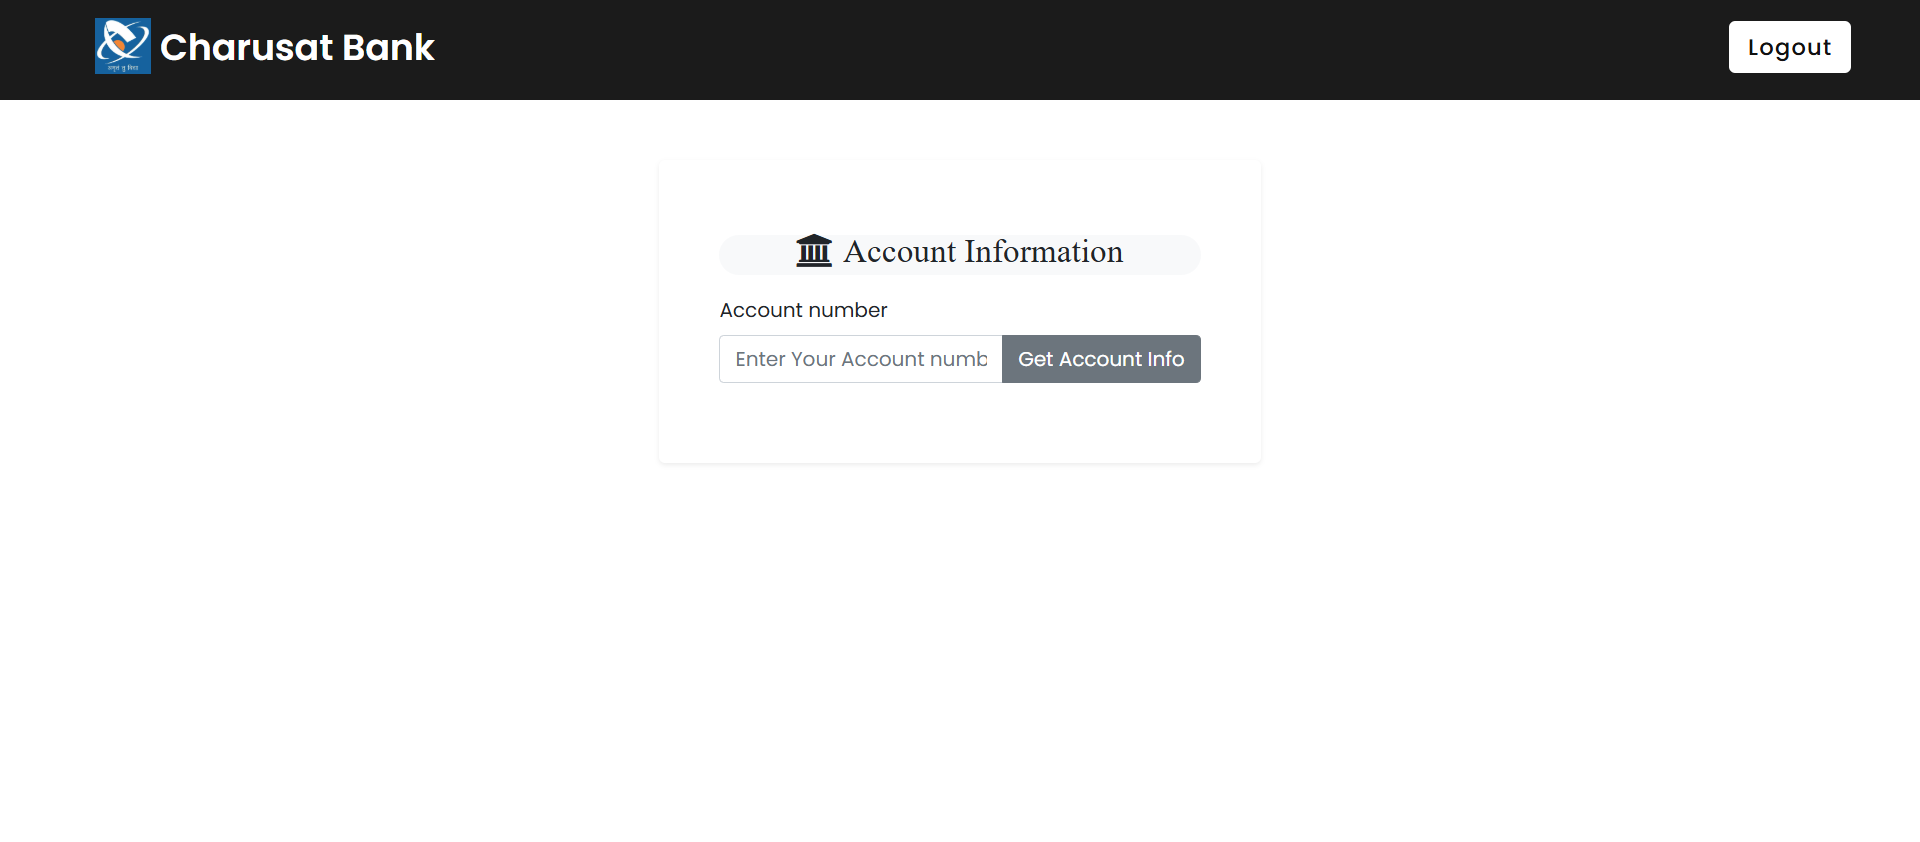 Charusat Bank
Logout
Account Information
Account number
Enter Your Account numb
Get Account Info